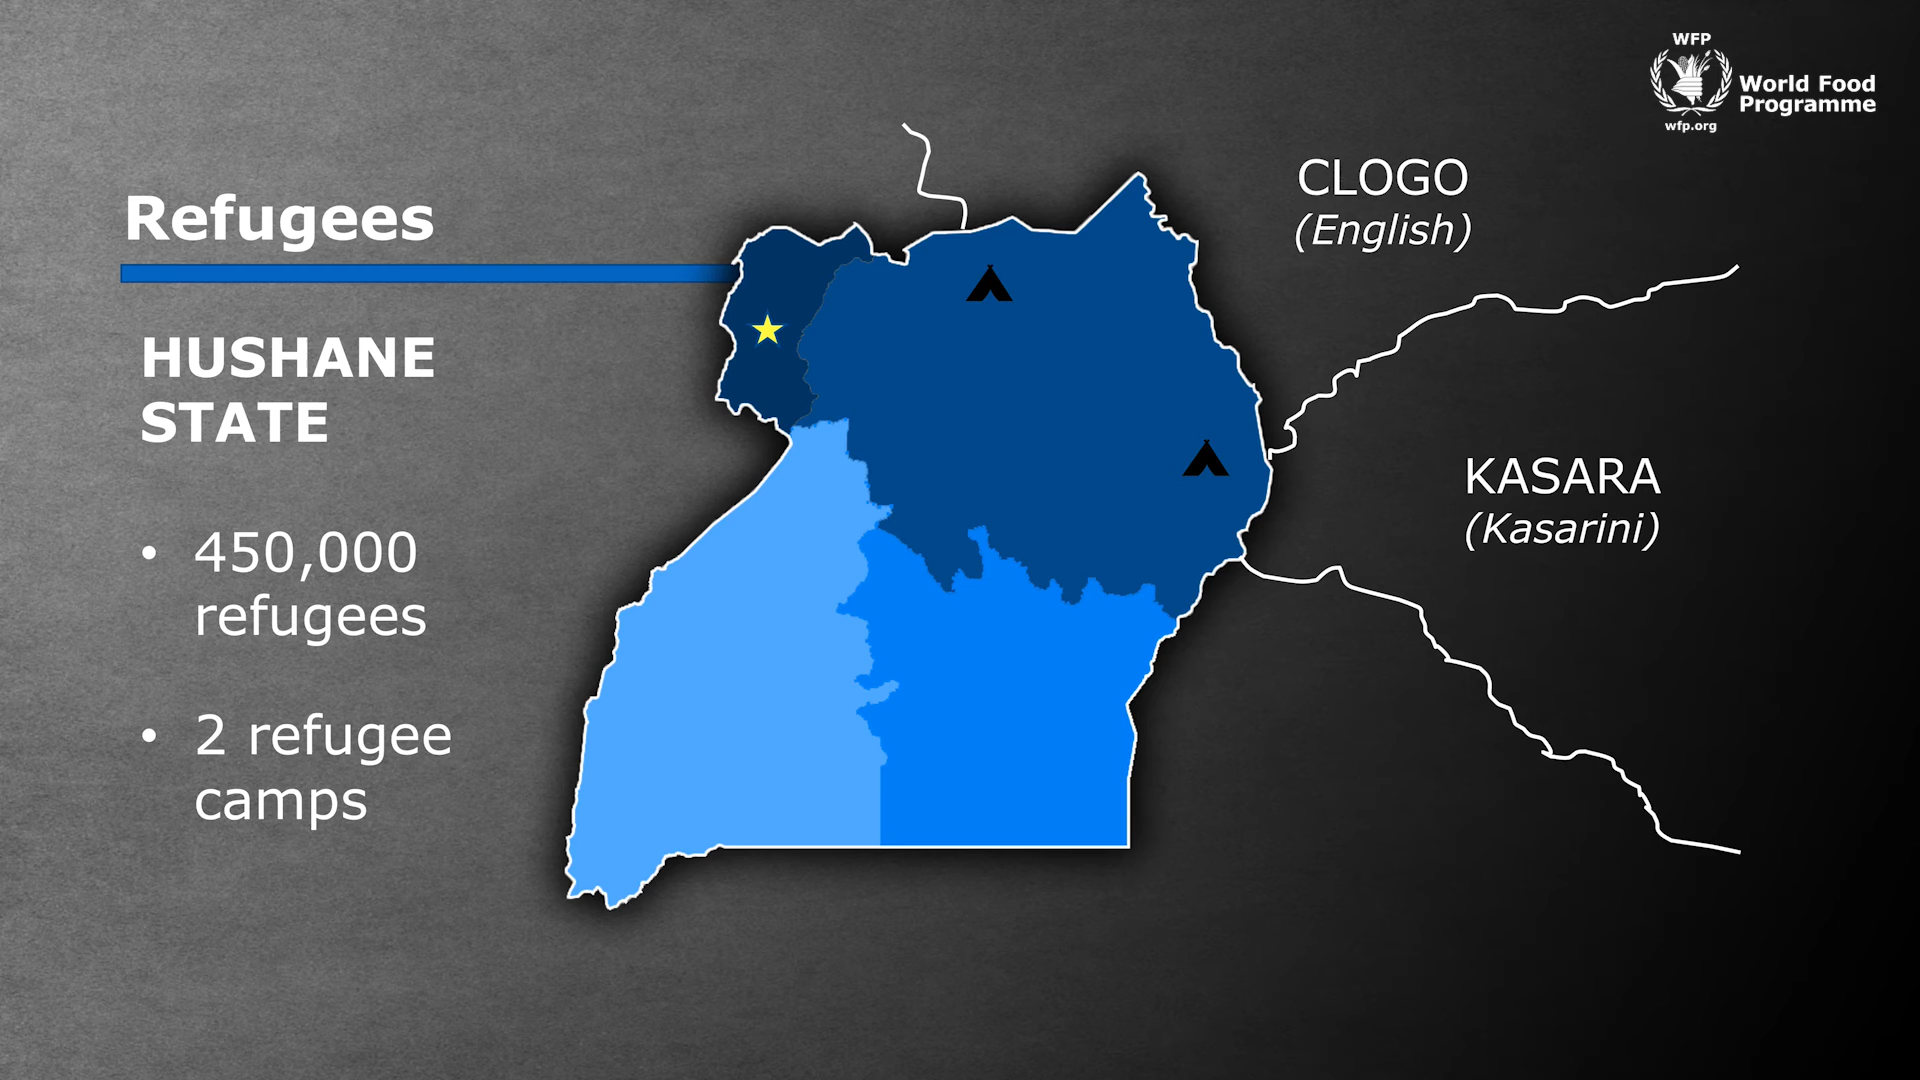 WFP
World Food
Programme
wfp.org
Refugees
HUSHANE
STATE
• 450,000
refugees
• 2 refugee
camps
CLOGO
(English)
KASARA
(Kasarini)